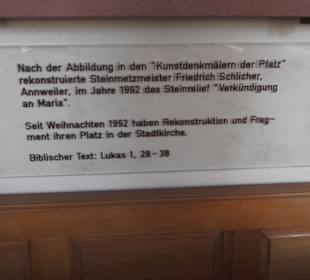 Nach der Abbildung in den "Kunstdenkmälern der Pfalz"
rekonstruierte Steinmetzmeister Friedrich Schlicher,
Annweiler, im Jahre 1992 das Steinrelief "Verkündigung
an Maria".
Seit Weihnachten 1992 haben Rekonstruktion und Frag-
ment ihren Platz in der Stadtkirche.
Biblischer Text: Lukas 1, 28-38